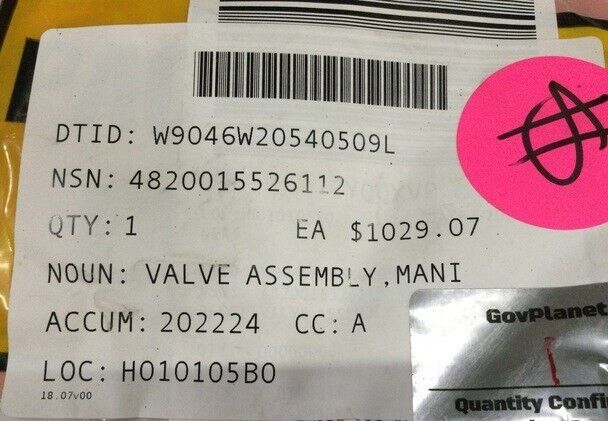 DTID: W9046W20540509L
NSN: 4820015526112
QTY: 1 EA $1029.07
NOUN: VALVE ASSEMBLY,MANI
ACCUM: 202224 CC: A
LOC: H010105B0
18.07v00
GovPlanet
1
Quantity Confi